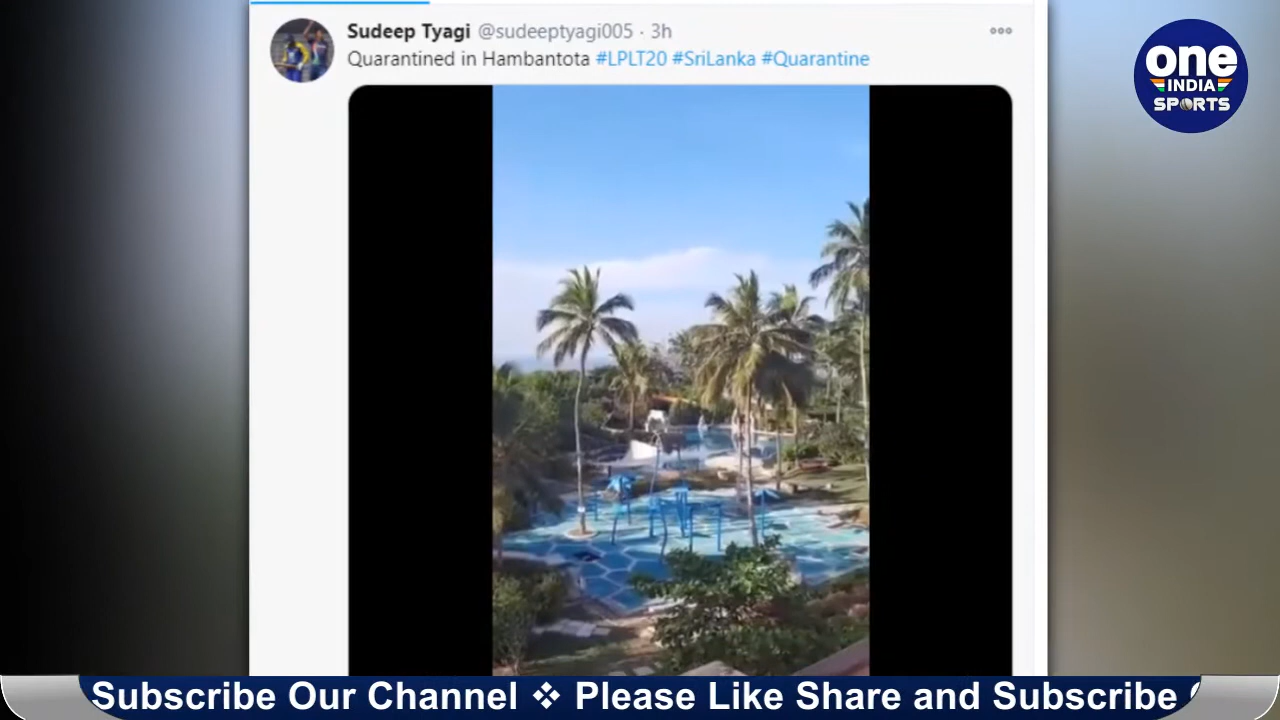 Sudeep Tyagi @sudeeptyagi005 · 3h
Quarantined in Hambantota #LPLT20 #SriLanka #Quarantine
one
INDIA
SPORTS
Subscribe Our Channel ❖ Please Like Share and Subscribe